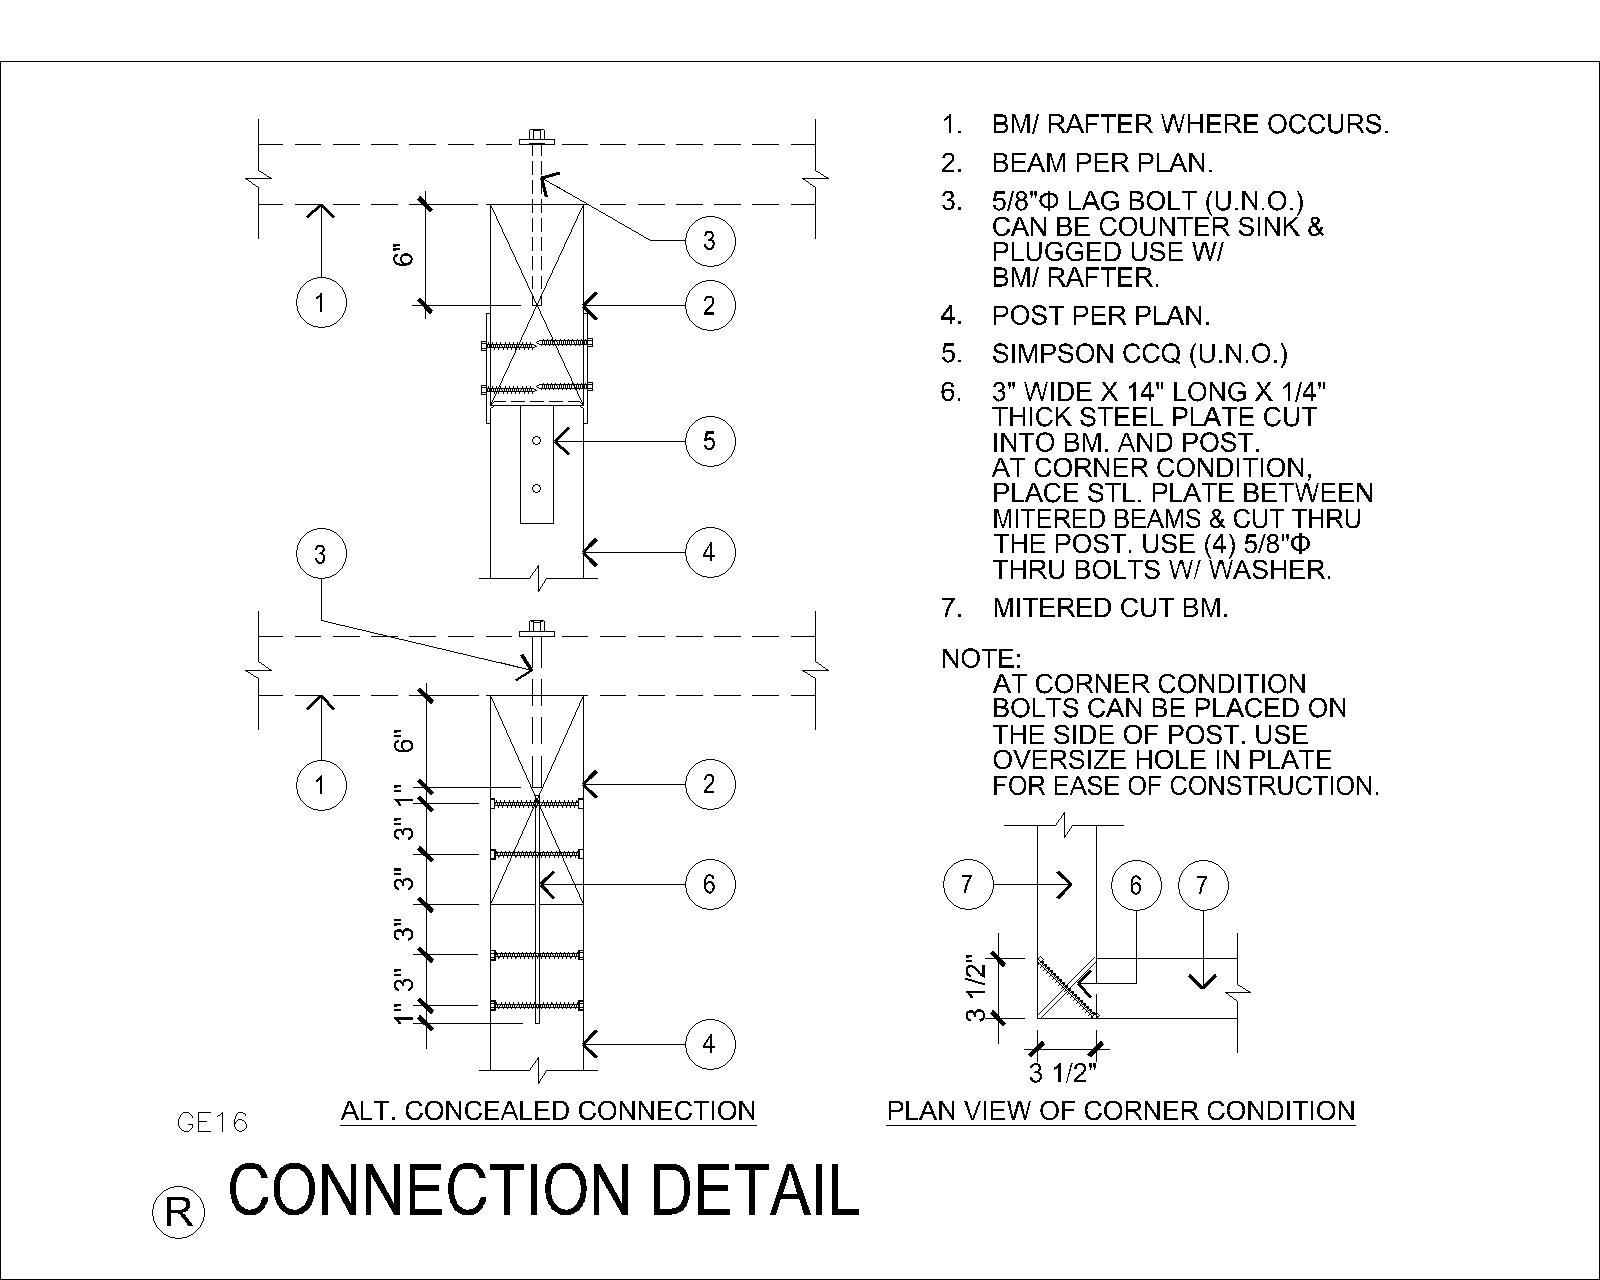 1. BM/ RAFTER WHERE OCCURS.
2. BEAM PER PLAN.
3. 5/8"Φ LAG BOLT (U.N.O.)
CAN BE COUNTER SINK &
PLUGGED USE W/
BM/ RAFTER.
4. POST PER PLAN.
5. SIMPSON CCQ (U.N.O.)
6. 3" WIDE X 14" LONG X 1/4"
THICK STEEL PLATE CUT
INTO BM. AND POST.
AT CORNER CONDITION,
PLACE STL. PLATE BETWEEN
MITERED BEAMS & CUT THRU
THE POST. USE (4) 5/8"Φ
THRU BOLTS W/ WASHER.
7. MITERED CUT BM.
NOTE:
AT CORNER CONDITION
BOLTS CAN BE PLACED ON
THE SIDE OF POST. USE
OVERSIZE HOLE IN PLATE
FOR EASE OF CONSTRUCTION.
6"
3
1
2
5
3
4
6"
1
2
1"
3"
3"
6
3"
3"
1"
4
7
6
7
3 1/2"
3 1/2"
GE16
ALT. CONCEALED CONNECTION
PLAN VIEW OF CORNER CONDITION
R
CONNECTION DETAIL